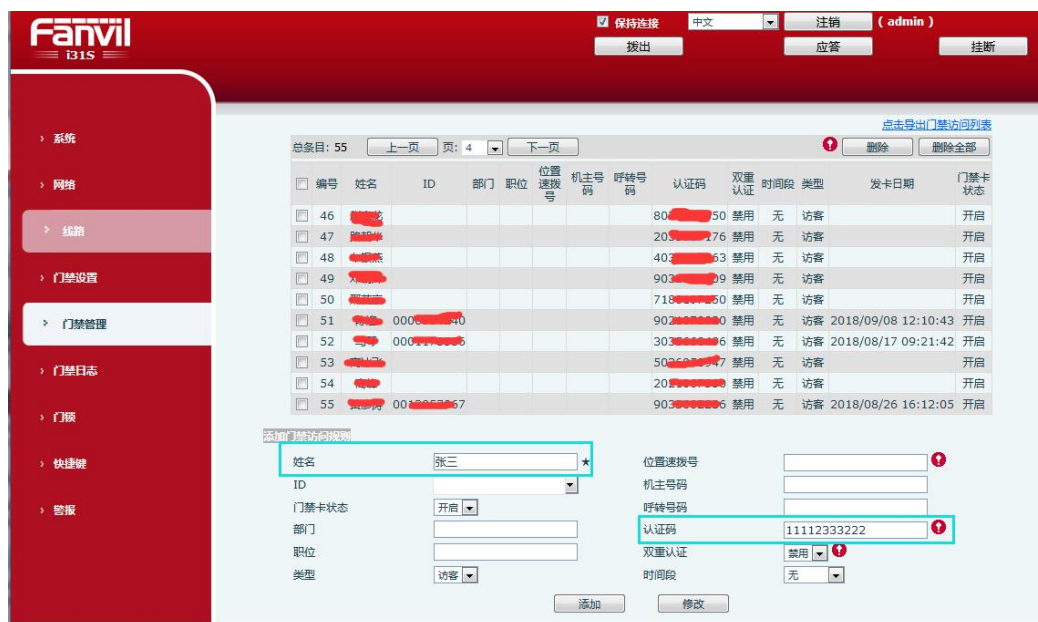 Fanvil
i31S
保持连接 中文 注销 ( admin )
拨出 应答 挂断
点击导出门禁访问列表
总条目: 55 上一页 页: 4 下一页 删除 删除全部
编号 姓名 ID 部门 职位 位置速拨号 机主号码 呼转号码 认证码 双重认证 时间段 类型 发卡日期 门禁卡状态
46 禁用 无 访客 开启
47 禁用 无 访客 开启
48 禁用 无 访客 开启
49 禁用 无 访客 开启
50 禁用 无 访客 开启
51 禁用 无 访客 2018/09/08 12:10:43 开启
52 禁用 无 访客 2018/08/17 09:21:42 开启
53 禁用 无 访客 开启
54 禁用 无 访客 开启
55 禁用 无 访客 2018/08/26 16:12:05 开启
系统
网络
线路
门禁设置
门禁管理
门禁日志
门锁
快捷键
警报
添加门禁访问规则
姓名 张三 ★ 位置速拨号
ID 机主号码
门禁卡状态 开启 呼转号码
部门 认证码 11112333222
职位 双重认证 禁用
类型 访客 时间段 无
添加 修改